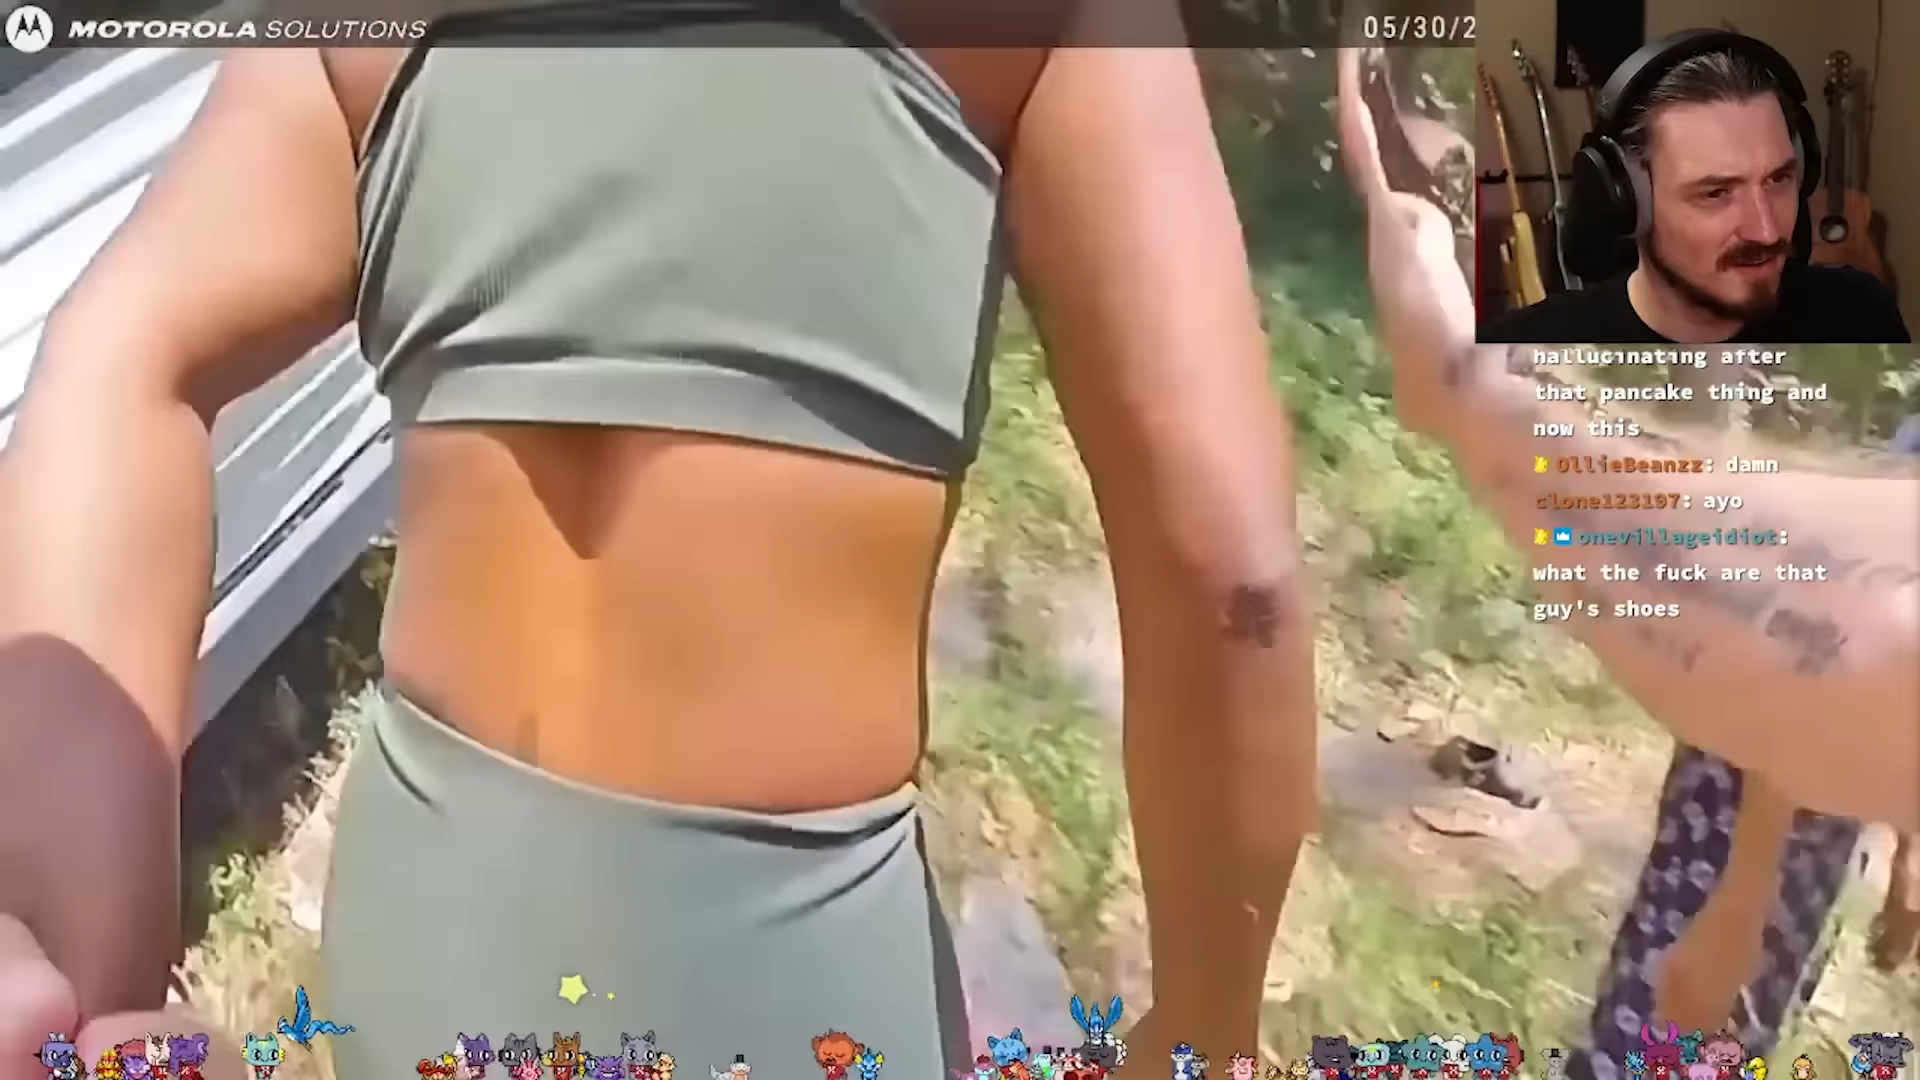 MOTOROLA SOLUTIONS
05/30/2
hallucinating after
that pancake thing and
now this
OllieBeanzz: damn
clone123197: ayo
onevillageidiot:
what the fuck are that
guy's shoes